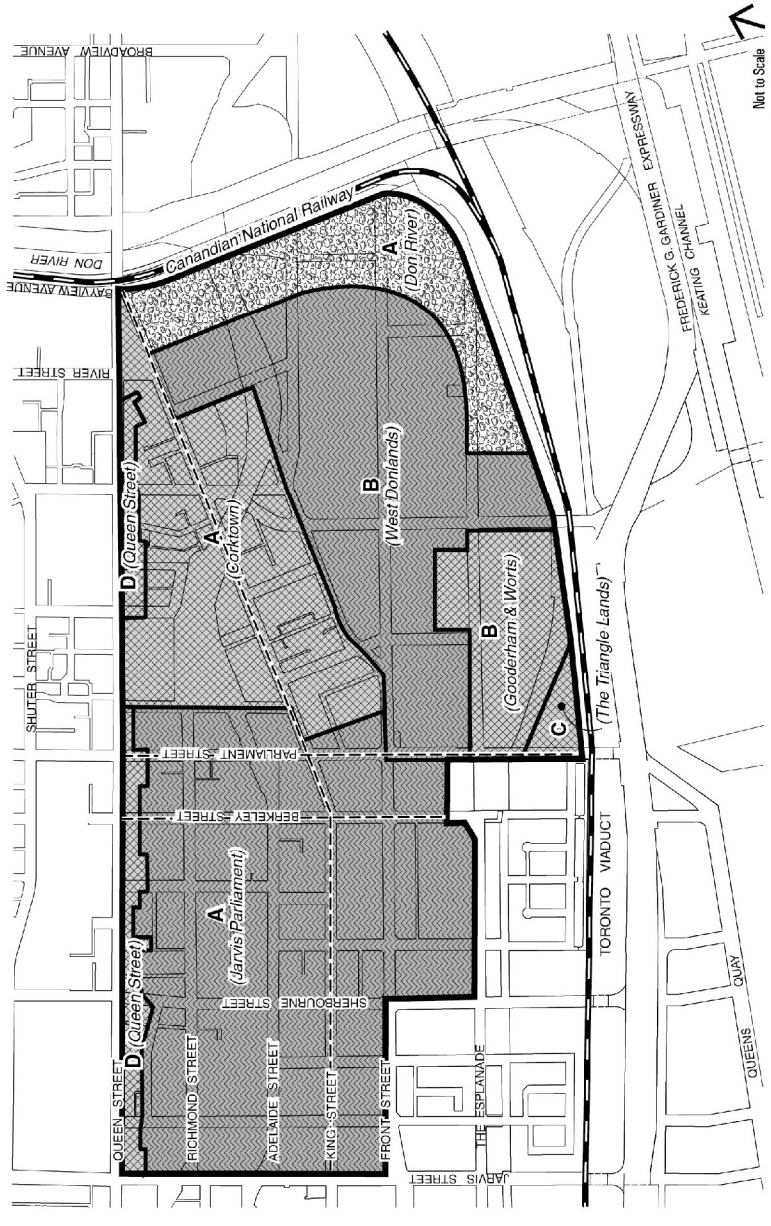 BROADVIEW AVENUE
DON RIVER
BAYVIEW AVENUE
Canandian National Railway
RIVER STREET
SHUTER STREET
A
(Don River)
FREDERICK G. GARDINER EXPRESSWAY
KEATING CHANNEL
Not to Scale
D (Queen Street)
A
(Corktown)
B
(West Donlands)
B
(Gooderham & Worts)
C
(The Triangle Lands)
PARLIAMENT STREET
BERKELEY STREET
A
(Jarvis Parliament)
SHERBOURNE STREET
D (Queen Street)
QUEEN STREET
RICHMOND STREET
ADELAIDE STREET
KING STREET
FRONT STREET
THE ESPLANADE
JARVIS STREET
TORONTO VIADUCT
QUEENS QUAY